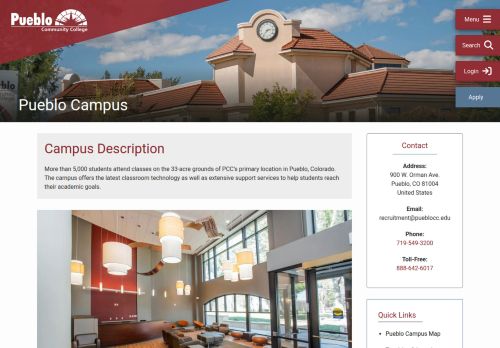 Pueblo
Community College
Menu
Search
Login
Apply
Pueblo Campus
Campus Description
More than 5,000 students attend classes on the 33-acre grounds of PCC's primary location in Pueblo, Colorado.
The campus offers the latest classroom technology as well as extensive support services to help students reach
their academic goals.
Contact
Address:
900 W. Orman Ave.
Pueblo, CO 81004
United States
Email:
recruitment@pueblocc.edu
Phone:
719-549-3200
Toll-Free:
888-642-6017
Quick Links
Pueblo Campus Map